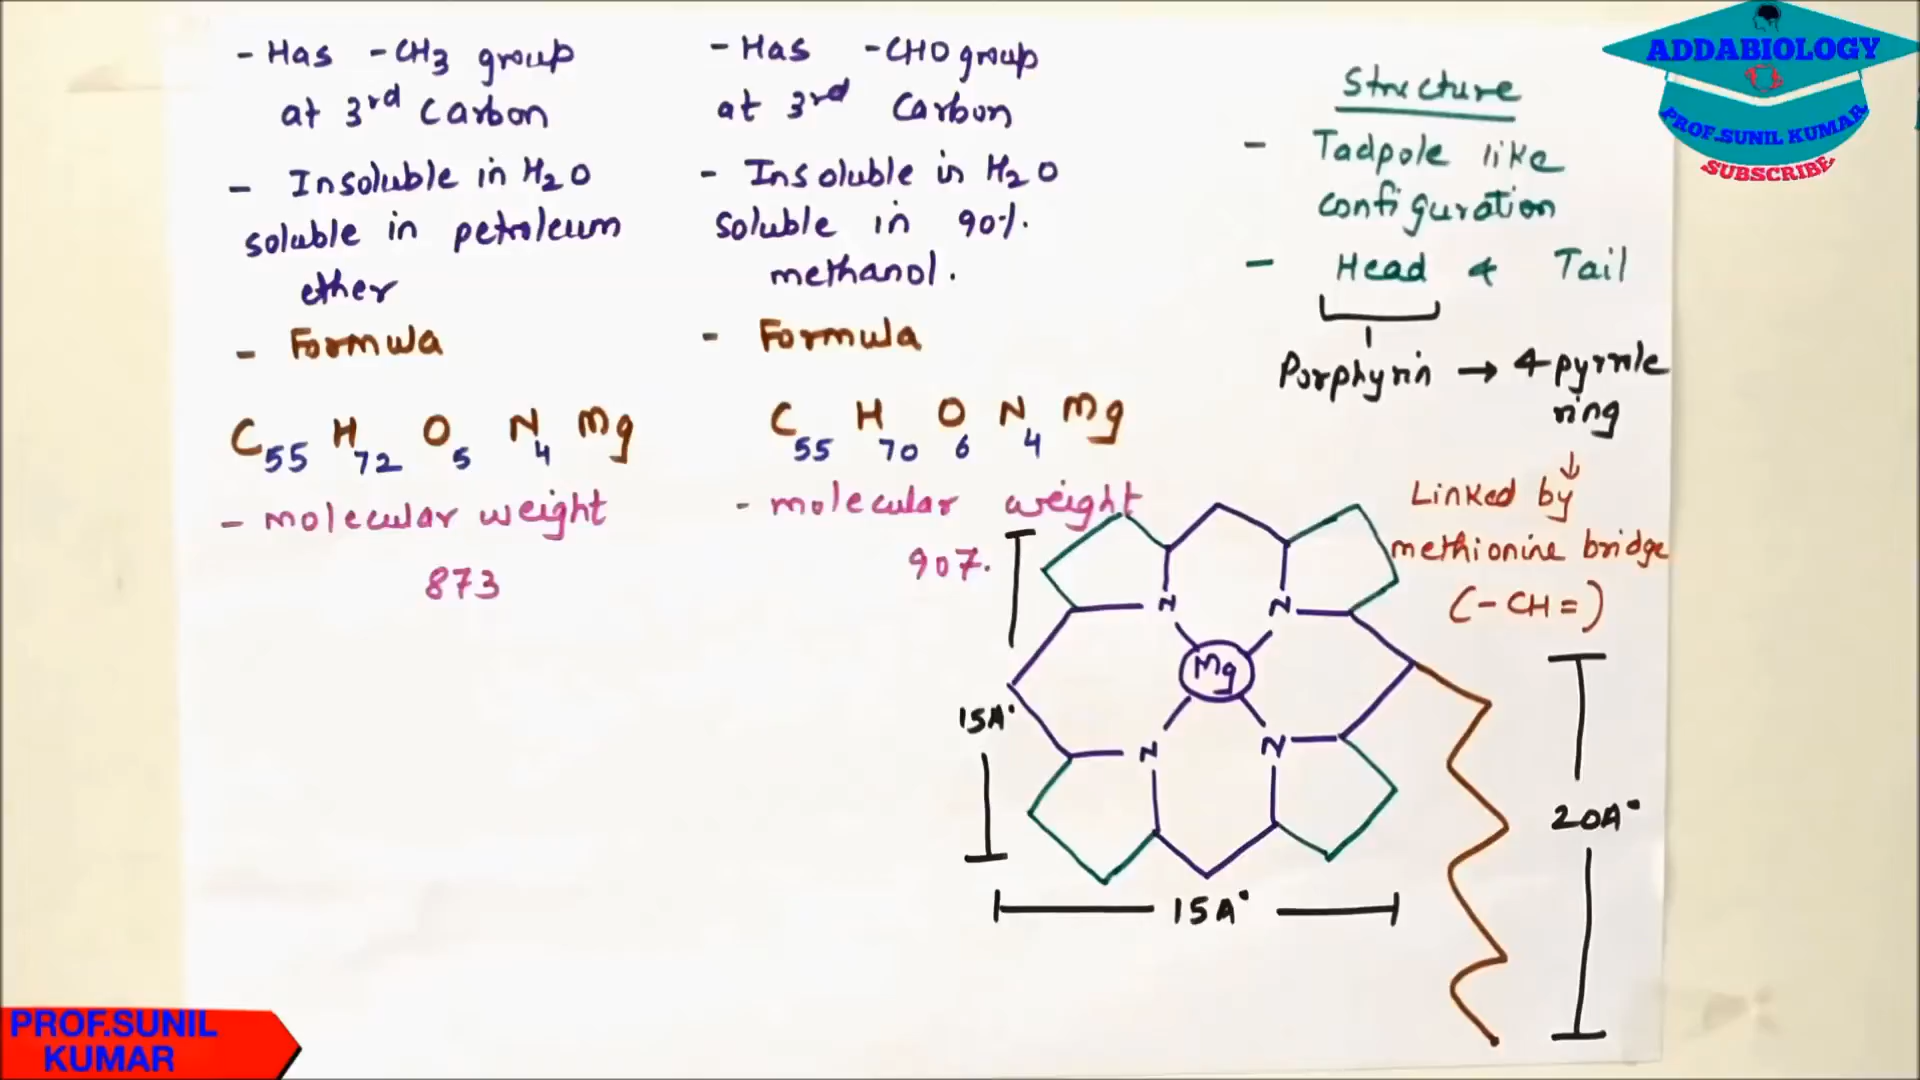 - Has -CH3 group
at 3rd Carbon
- Insoluble in H2O
soluble in petroleum
ether
- Formula
C55 H72 O5 N4 Mg
- molecular weight
873
- Has -CHO group
at 3rd Carbon
- Insoluble in H2O
soluble in 90%.
methanol.
- Formula
C55 H70 O6 N4 Mg
- molecular weight
907.
Structure
- Tadpole like
configuration
- Head & Tail
Porphyrin → 4 pyrrole
ring
↓
Linked by
methionine bridge
(-CH=)
N N
Mg
N N
15A°
15A°
20A°
ADDABIOLOGY
PROF.SUNIL KUMAR
SUBSCRIBE
PROF.SUNIL
KUMAR